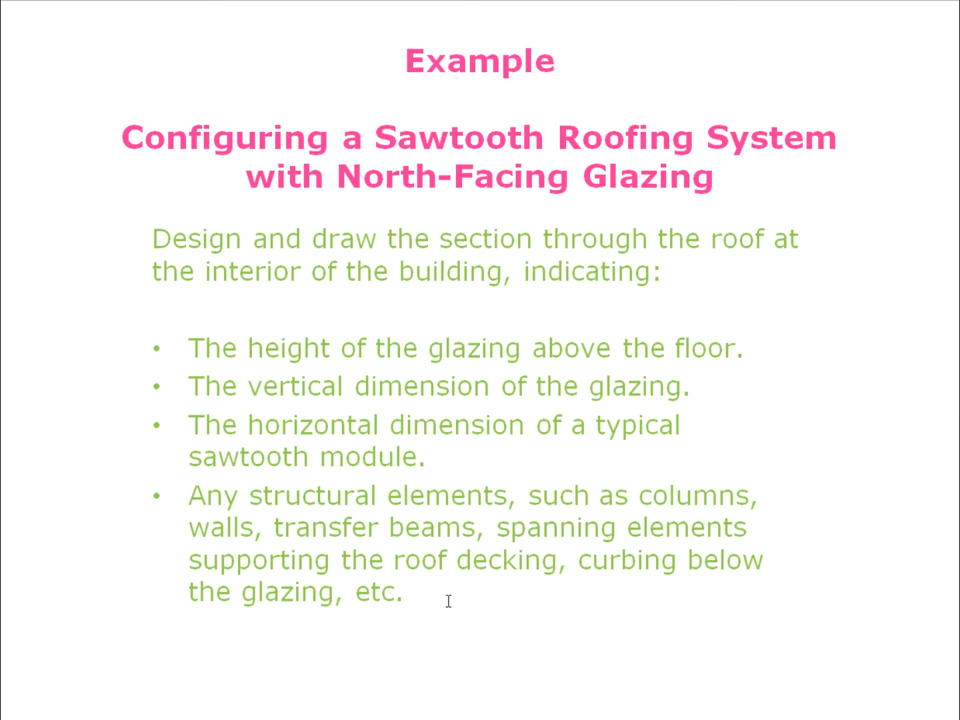 Example
Configuring a Sawtooth Roofing System
with North-Facing Glazing
Design and draw the section through the roof at
the interior of the building, indicating:
• The height of the glazing above the floor.
• The vertical dimension of the glazing.
• The horizontal dimension of a typical
sawtooth module.
• Any structural elements, such as columns,
walls, transfer beams, spanning elements
supporting the roof decking, curbing below
the glazing, etc.